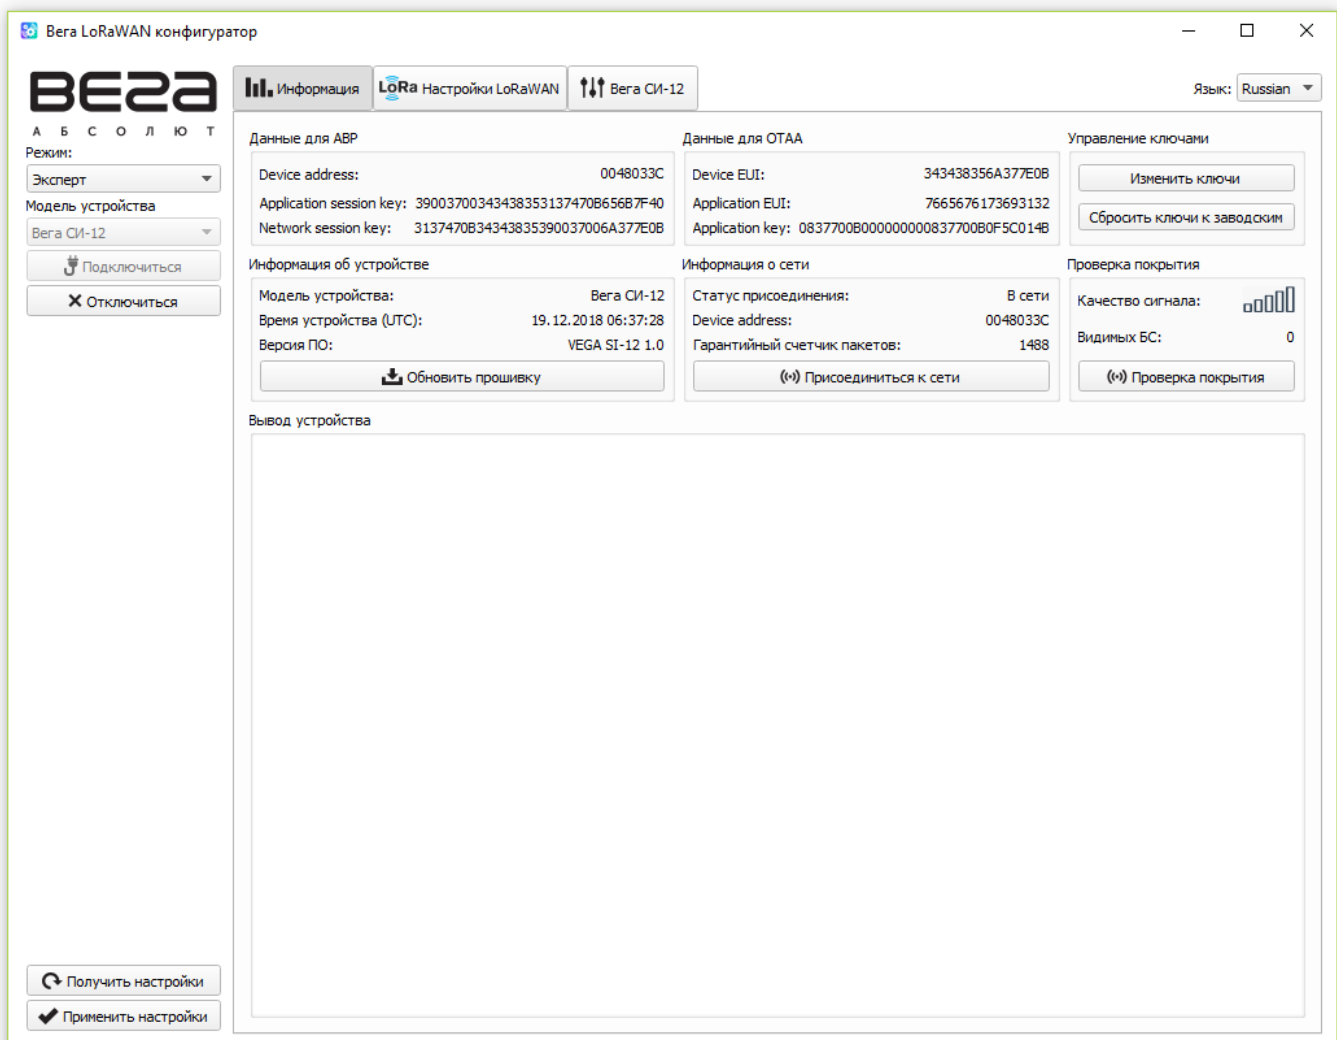 Вега LoRaWAN конфигуратор
ВЕГА
АБСОЛЮТ
Режим:
Эксперт
Модель устройства
Вега СИ-12
Подключиться
Отключиться
Получить настройки
Применить настройки
Информация
LoRa Настройки LoRaWAN
Вега СИ-12
Язык: Russian
Данные для ABP
Device address: 0048033C
Application session key: 39003700343438353137470B656B7F40
Network session key: 3137470B34343835390037006A377E0B
Данные для OTAA
Device EUI: 343438356A377E0B
Application EUI: 7665676173693132
Application key: 0837700B000000000837700B0F5C014B
Управление ключами
Изменить ключи
Сбросить ключи к заводским
Информация об устройстве
Модель устройства: Вега СИ-12
Время устройства (UTC): 19.12.2018 06:37:28
Версия ПО: VEGA SI-12 1.0
Обновить прошивку
Информация о сети
Статус присоединения: В сети
Device address: 0048033C
Гарантийный счетчик пакетов: 1488
Присоединиться к сети
Проверка покрытия
Качество сигнала:
Видимых БС: 0
Проверка покрытия
Вывод устройства